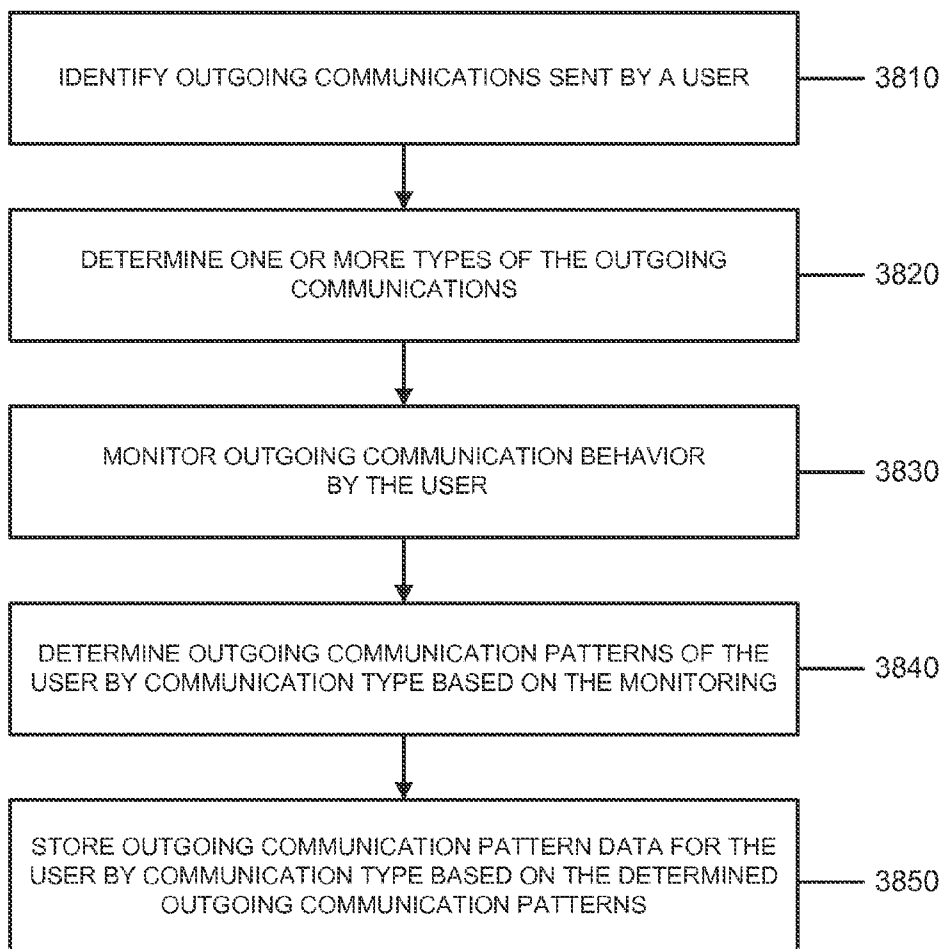 IDENTIFY OUTGOING COMMUNICATIONS SENT BY A USER
3810
DETERMINE ONE OR MORE TYPES OF THE OUTGOING
COMMUNICATIONS
3820
MONITOR OUTGOING COMMUNICATION BEHAVIOR
BY THE USER
3830
DETERMINE OUTGOING COMMUNICATION PATTERNS OF THE
USER BY COMMUNICATION TYPE BASED ON THE MONITORING
3840
STORE OUTGOING COMMUNICATION PATTERN DATA FOR THE
USER BY COMMUNICATION TYPE BASED ON THE DETERMINED
OUTGOING COMMUNICATION PATTERNS
3850